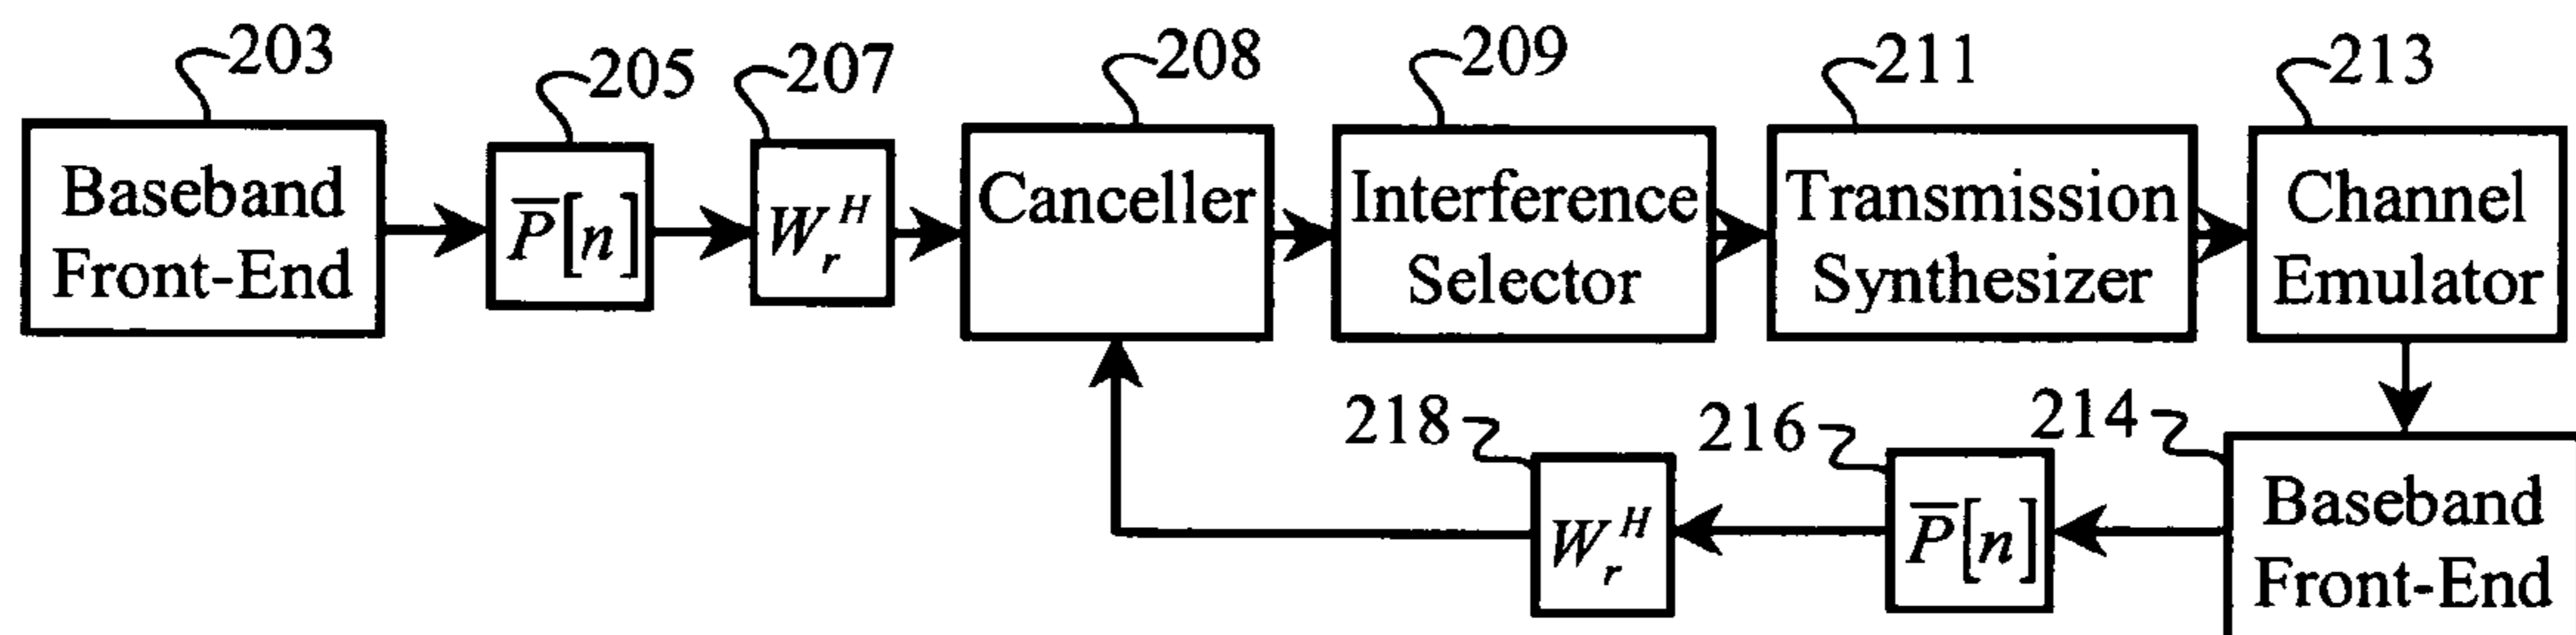 203
205
207
208
209
211
213
Baseband
Front-End
P̅[n]
W_r^H
Canceller
Interference
Selector
Transmission
Synthesizer
Channel
Emulator
218
216
214
W_r^H
P̅[n]
Baseband
Front-End